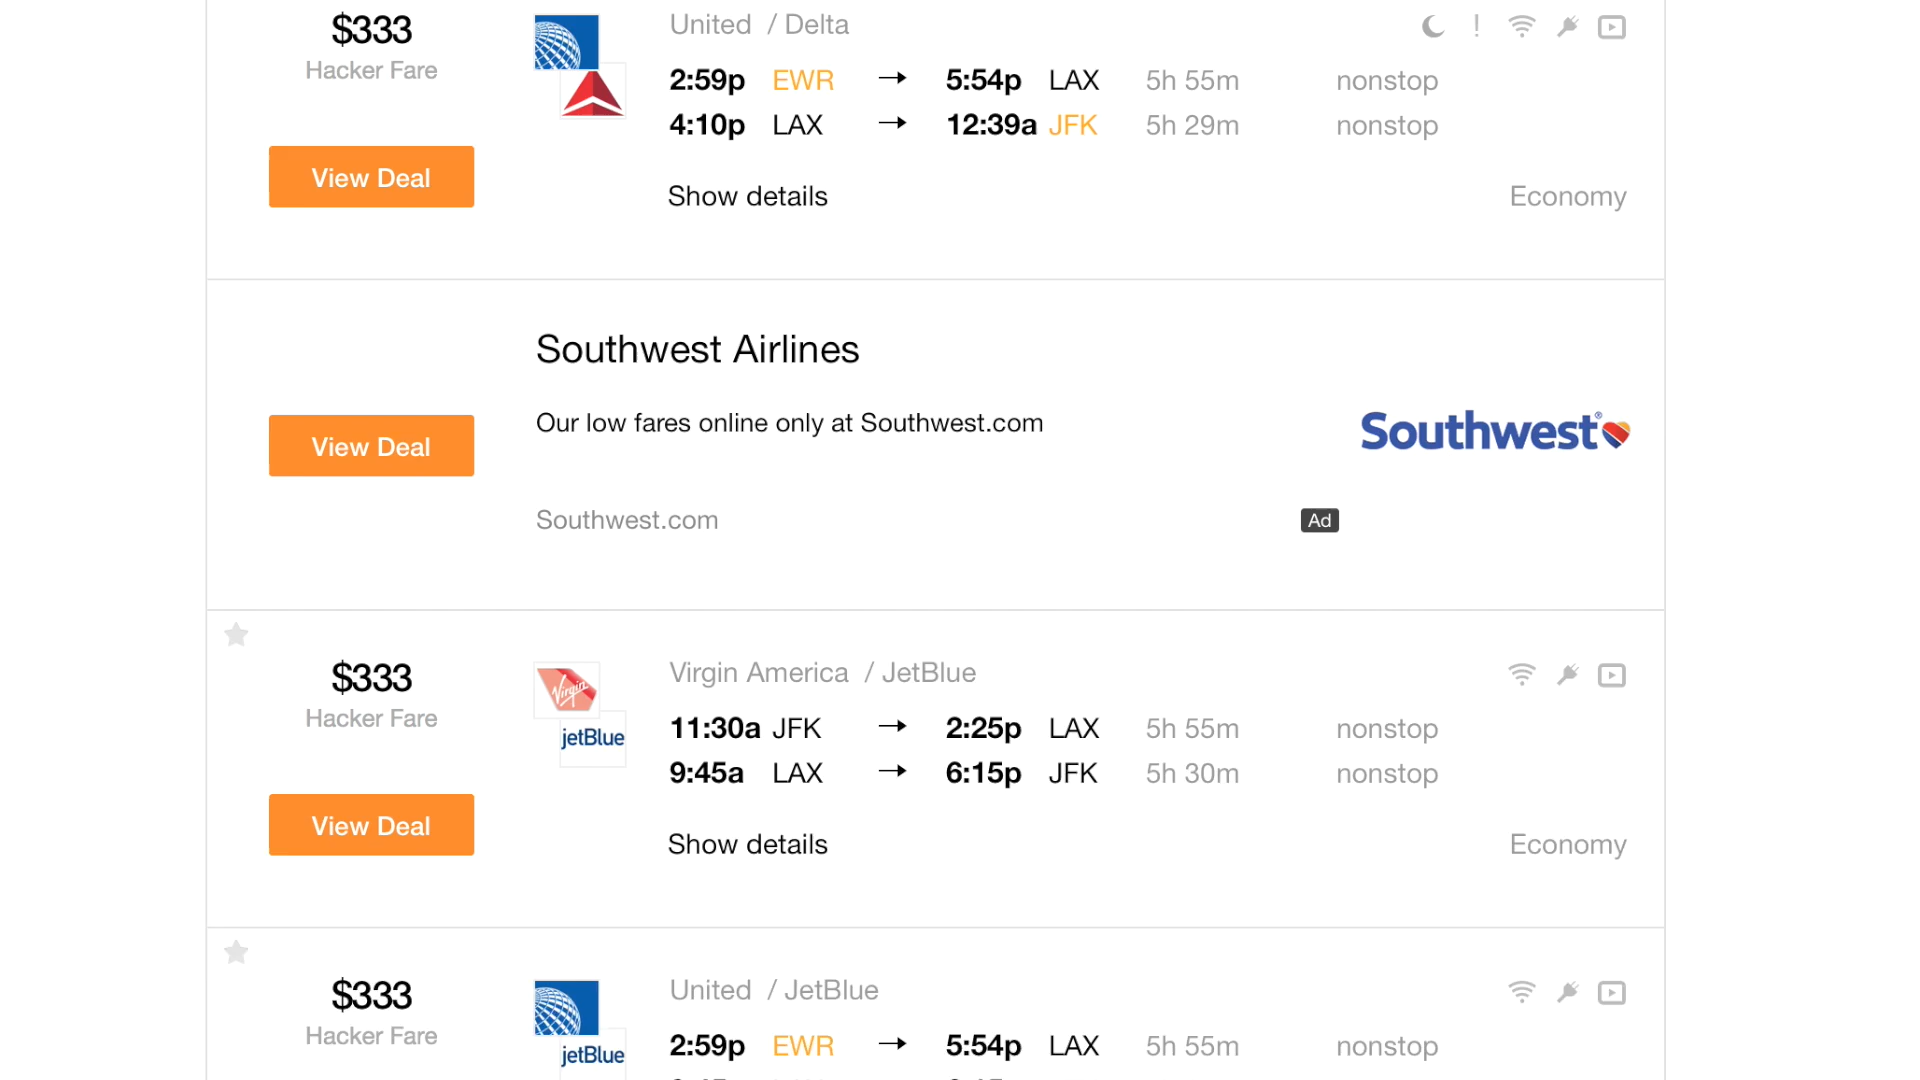 $333
Hacker Fare
View Deal
United / Delta
2:59p EWR → 5:54p LAX 5h 55m nonstop
4:10p LAX → 12:39a JFK 5h 29m nonstop
Show details
Economy
Southwest Airlines
Our low fares online only at Southwest.com
View Deal
Southwest®
Southwest.com
Ad
$333
Hacker Fare
View Deal
Virgin
jetBlue
Virgin America / JetBlue
11:30a JFK → 2:25p LAX 5h 55m nonstop
9:45a LAX → 6:15p JFK 5h 30m nonstop
Show details
Economy
$333
Hacker Fare
jetBlue
United / JetBlue
2:59p EWR → 5:54p LAX 5h 55m nonstop